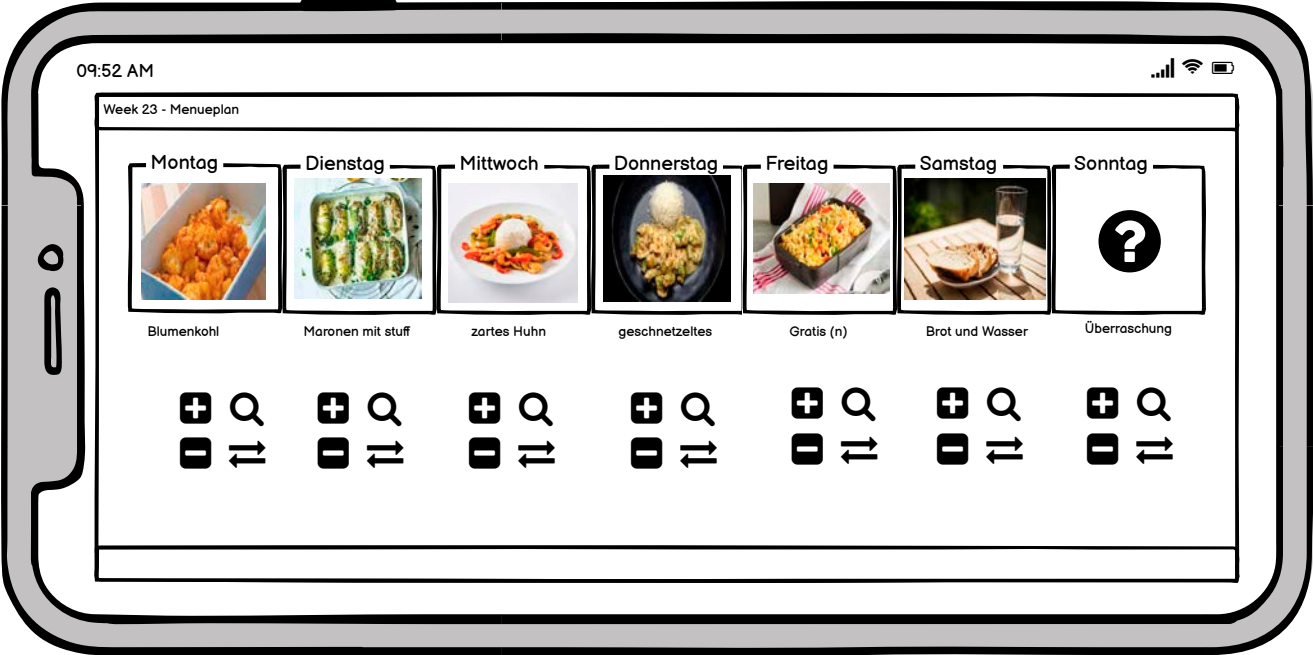 09:52 AM
Week 23 - Menueplan
Montag
Dienstag
Mittwoch
Donnerstag
Freitag
Samstag
Sonntag
?
Blumenkohl
Maronen mit stuff
zartes Huhn
geschnetzeltes
Gratis (n)
Brot und Wasser
Überraschung